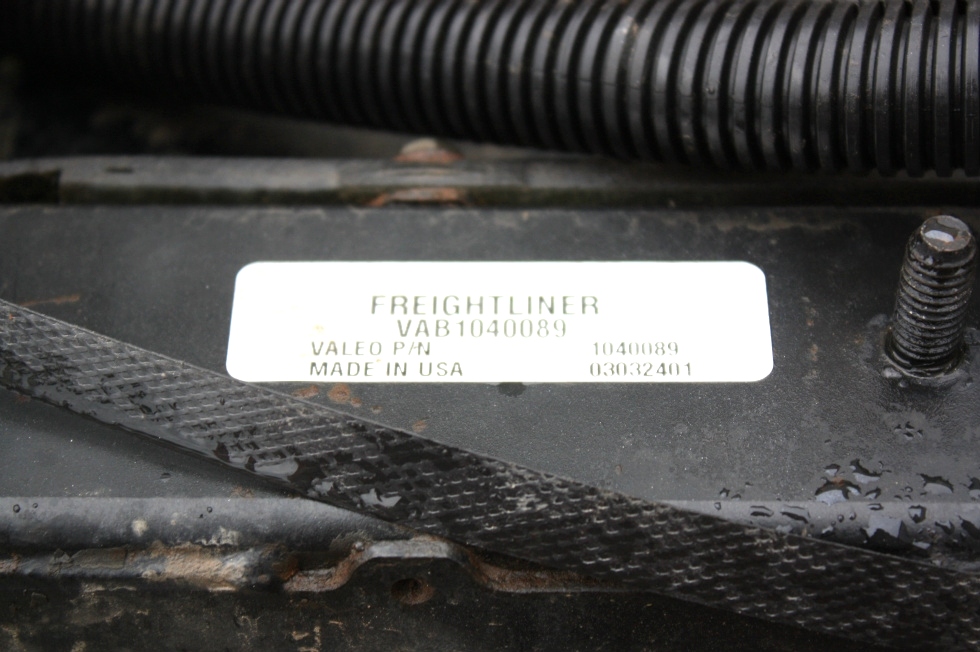 FREIGHTLINER
VAB1040089
VALEO P/N 1040089
MADE IN USA 03032401